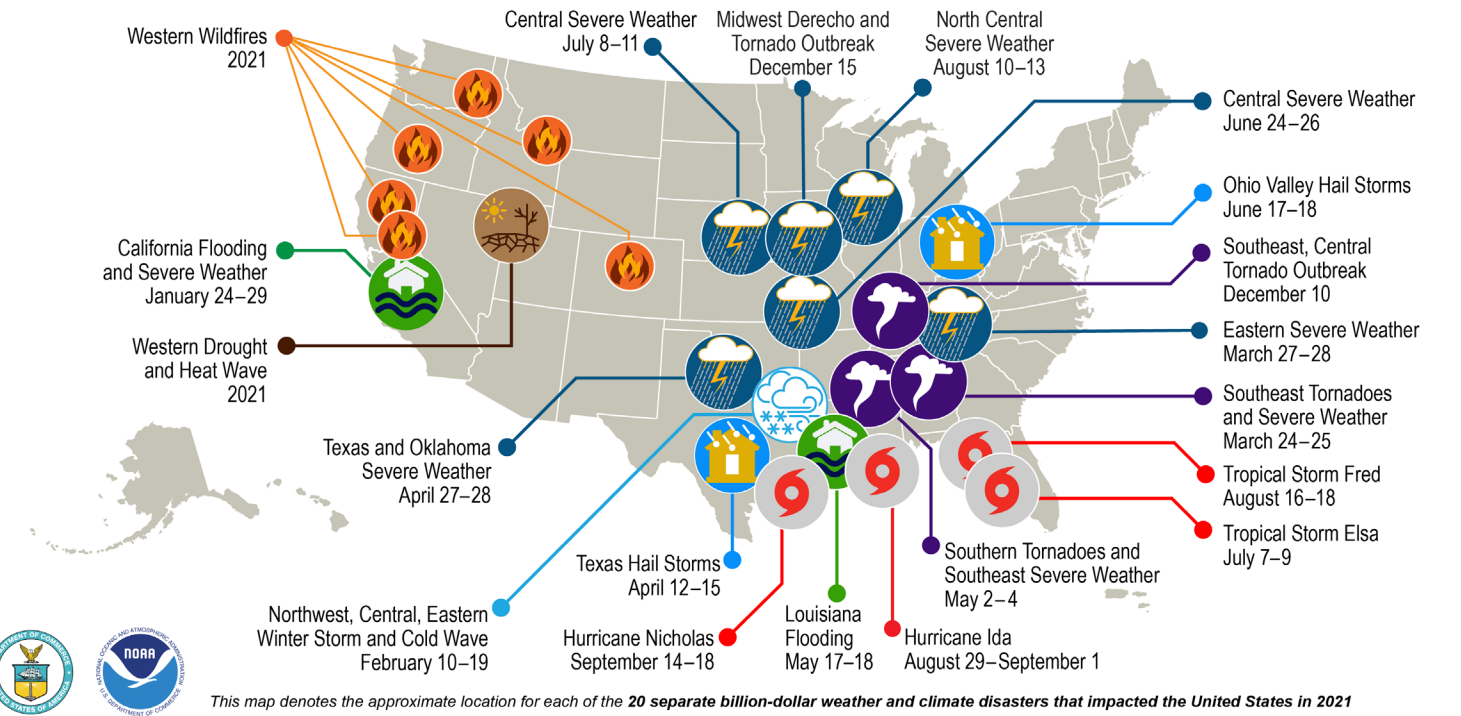 Western Wildfires
2021
Central Severe Weather
July 8–11
Midwest Derecho and
Tornado Outbreak
December 15
North Central
Severe Weather
August 10–13
Central Severe Weather
June 24–26
Ohio Valley Hail Storms
June 17–18
Southeast, Central
Tornado Outbreak
December 10
Eastern Severe Weather
March 27–28
Southeast Tornadoes
and Severe Weather
March 24–25
Tropical Storm Fred
August 16–18
Tropical Storm Elsa
July 7–9
California Flooding
and Severe Weather
January 24–29
Western Drought
and Heat Wave
2021
Texas and Oklahoma
Severe Weather
April 27–28
Texas Hail Storms
April 12–15
Northwest, Central, Eastern
Winter Storm and Cold Wave
February 10–19
Hurricane Nicholas
September 14–18
Louisiana
Flooding
May 17–18
Hurricane Ida
August 29–September 1
Southern Tornadoes and
Southeast Severe Weather
May 2–4
NATIONAL OCEANIC AND ATMOSPHERIC ADMINISTRATION
NOAA
U.S. DEPARTMENT OF COMMERCE
This map denotes the approximate location for each of the 20 separate billion-dollar weather and climate disasters that impacted the United States in 2021